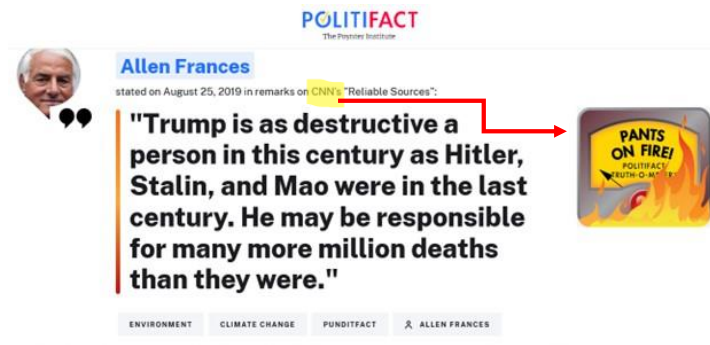 POLITIFACT
The Poynter Institute
Allen Frances
stated on August 25, 2019 in remarks on CNN's "Reliable Sources":
"Trump is as destructive a
person in this century as Hitler,
Stalin, and Mao were in the last
century. He may be responsible
for many more million deaths
than they were."
PANTS
ON FIRE!
POLITIFACT
TRUTH-O-METER
ENVIRONMENT CLIMATE CHANGE PUNDITFACT ALLEN FRANCES